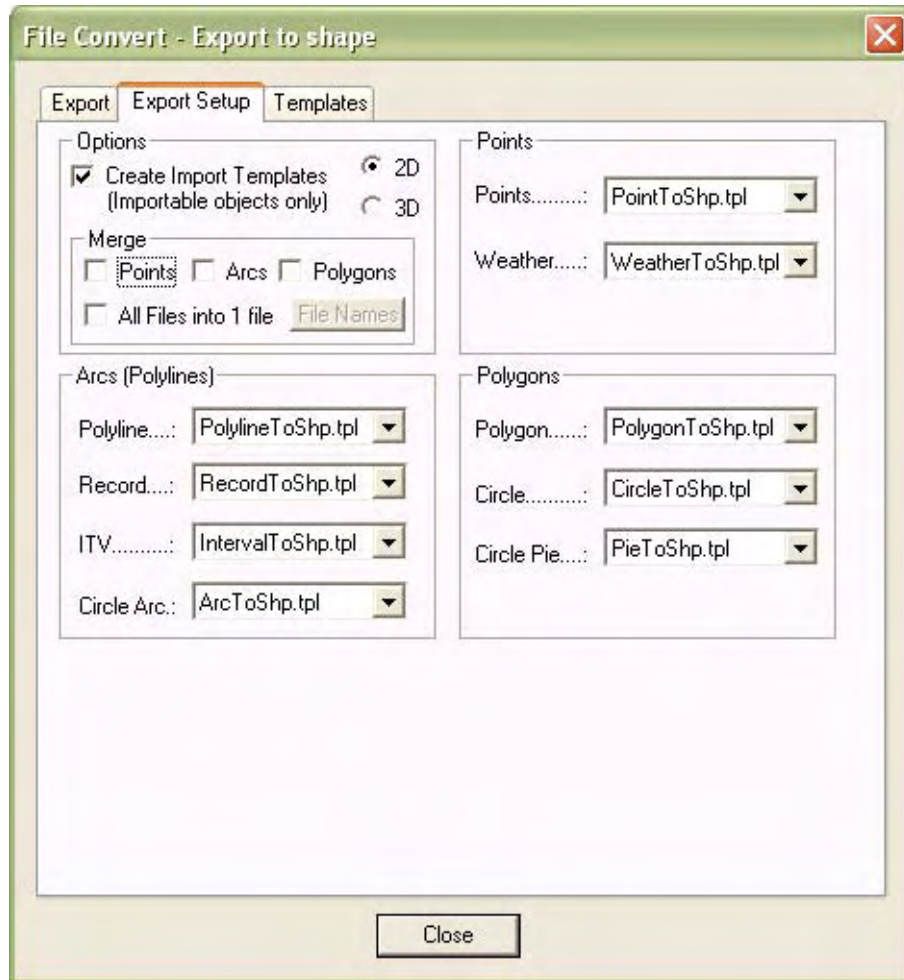 File Convert - Export to shape
Export Export Setup Templates
Options
Create Import Templates
(Importable objects only)
2D
3D
Merge
Points Arcs Polygons
All Files into 1 file File Names
Points
Points.........: PointToShp.tpl
Weather.....: WeatherToShp.tpl
Arcs (Polylines)
Polyline....: PolylineToShp.tpl
Record....: RecordToShp.tpl
ITV..........: IntervalToShp.tpl
Circle Arc.: ArcToShp.tpl
Polygons
Polygon......: PolygonToShp.tpl
Circle..........: CircleToShp.tpl
Circle Pie....: PieToShp.tpl
Close